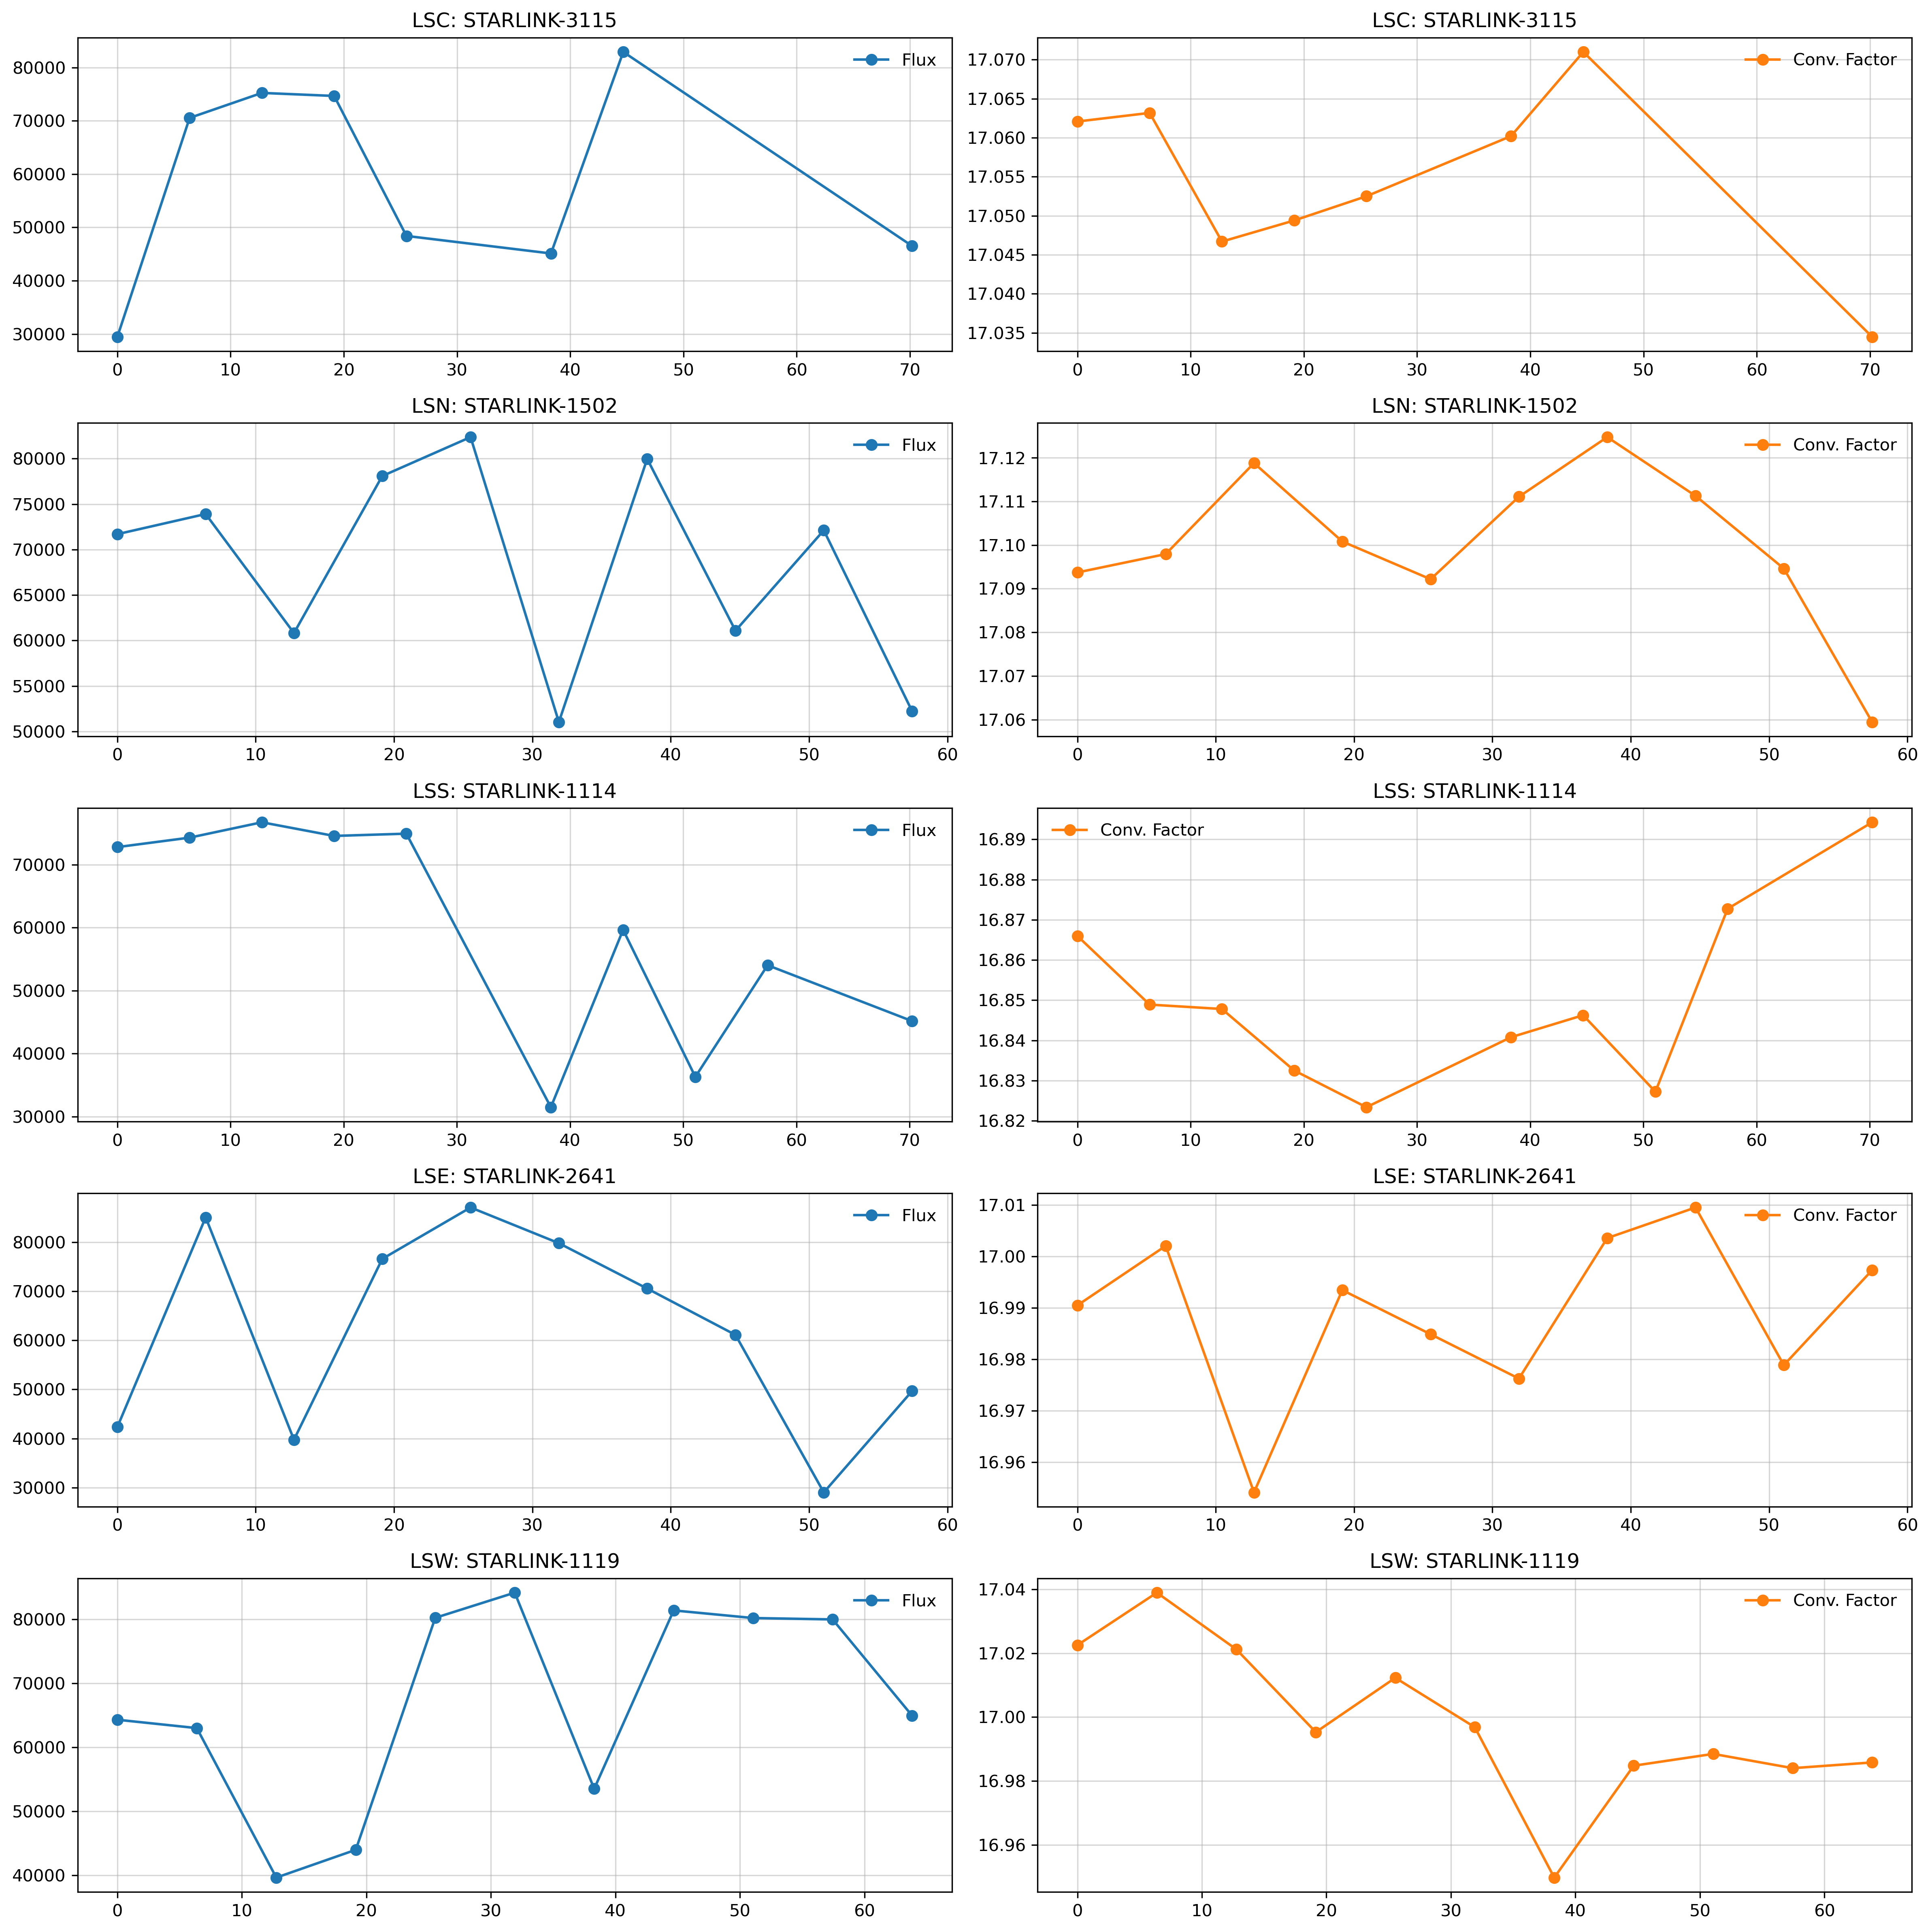 LSC: STARLINK-3115
Flux
80000
70000
60000
50000
40000
30000
0 10 20 30 40 50 60 70
LSC: STARLINK-3115
Conv. Factor
17.070
17.065
17.060
17.055
17.050
17.045
17.040
17.035
0 10 20 30 40 50 60 70
LSN: STARLINK-1502
Flux
80000
75000
70000
65000
60000
55000
50000
0 10 20 30 40 50 60
LSN: STARLINK-1502
Conv. Factor
17.12
17.11
17.10
17.09
17.08
17.07
17.06
0 10 20 30 40 50 60
LSS: STARLINK-1114
Flux
70000
60000
50000
40000
30000
0 10 20 30 40 50 60 70
LSS: STARLINK-1114
Conv. Factor
16.89
16.88
16.87
16.86
16.85
16.84
16.83
16.82
0 10 20 30 40 50 60 70
LSE: STARLINK-2641
Flux
80000
70000
60000
50000
40000
30000
0 10 20 30 40 50 60
LSE: STARLINK-2641
Conv. Factor
17.01
17.00
16.99
16.98
16.97
16.96
0 10 20 30 40 50 60
LSW: STARLINK-1119
Flux
80000
70000
60000
50000
40000
0 10 20 30 40 50 60
LSW: STARLINK-1119
Conv. Factor
17.04
17.02
17.00
16.98
16.96
0 10 20 30 40 50 60